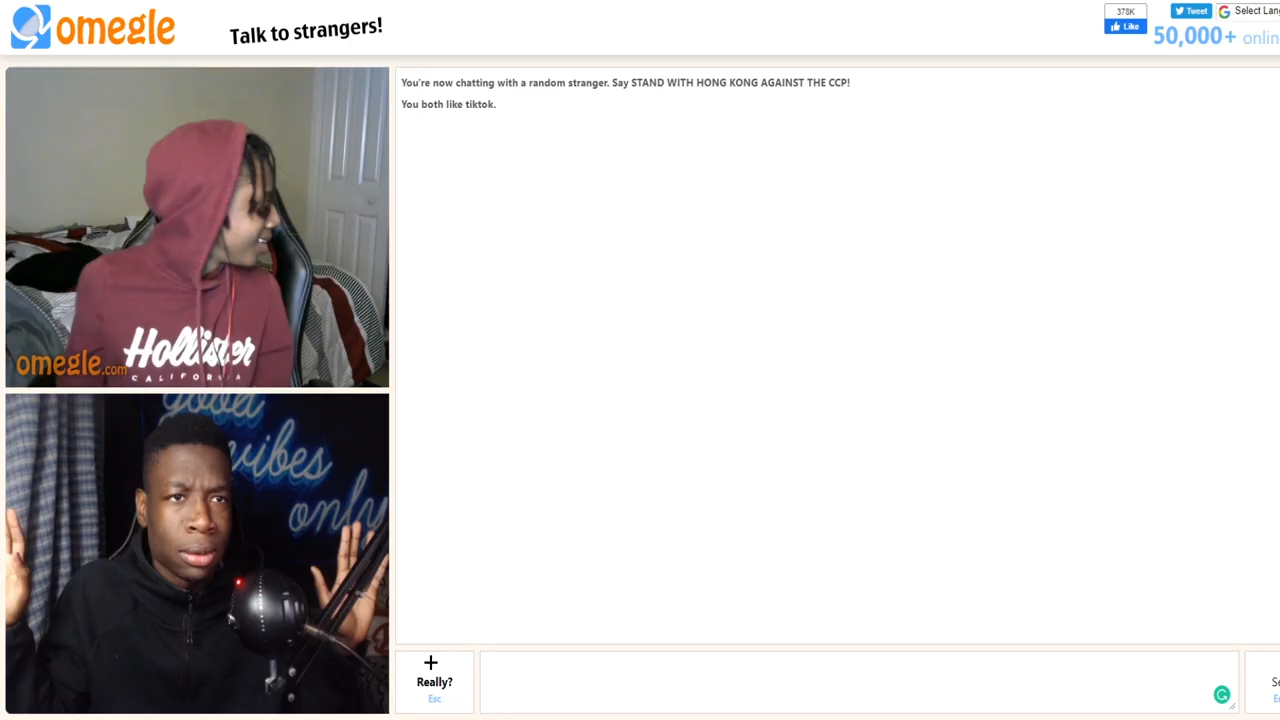 omegle
Talk to strangers!
378K
Like
Tweet
Select Lang
50,000+ onlin
You're now chatting with a random stranger. Say STAND WITH HONG KONG AGAINST THE CCP!
You both like tiktok.
Hollister
CALIFORNIA
omegle.com
good
vibes
only
Really?
Esc